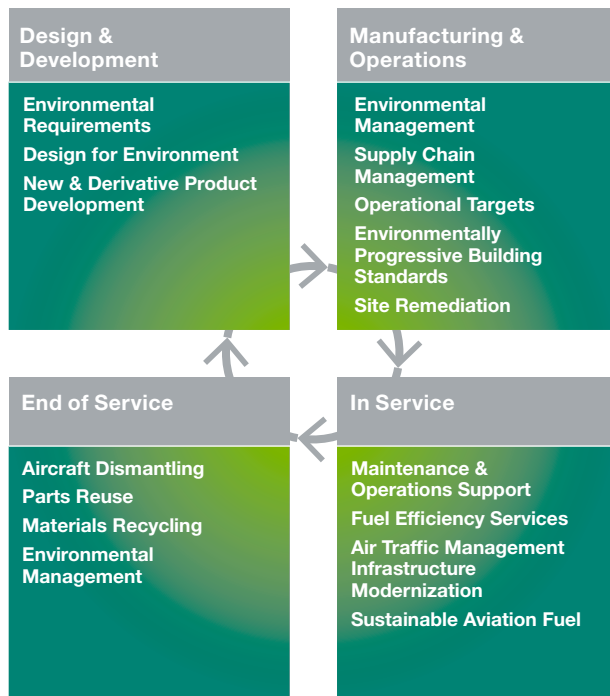 Design &
Development
Environmental
Requirements
Design for Environment
New & Derivative Product
Development
Manufacturing &
Operations
Environmental
Management
Supply Chain
Management
Operational Targets
Environmentally
Progressive Building
Standards
Site Remediation
End of Service
Aircraft Dismantling
Parts Reuse
Materials Recycling
Environmental
Management
In Service
Maintenance &
Operations Support
Fuel Efficiency Services
Air Traffic Management
Infrastructure
Modernization
Sustainable Aviation Fuel